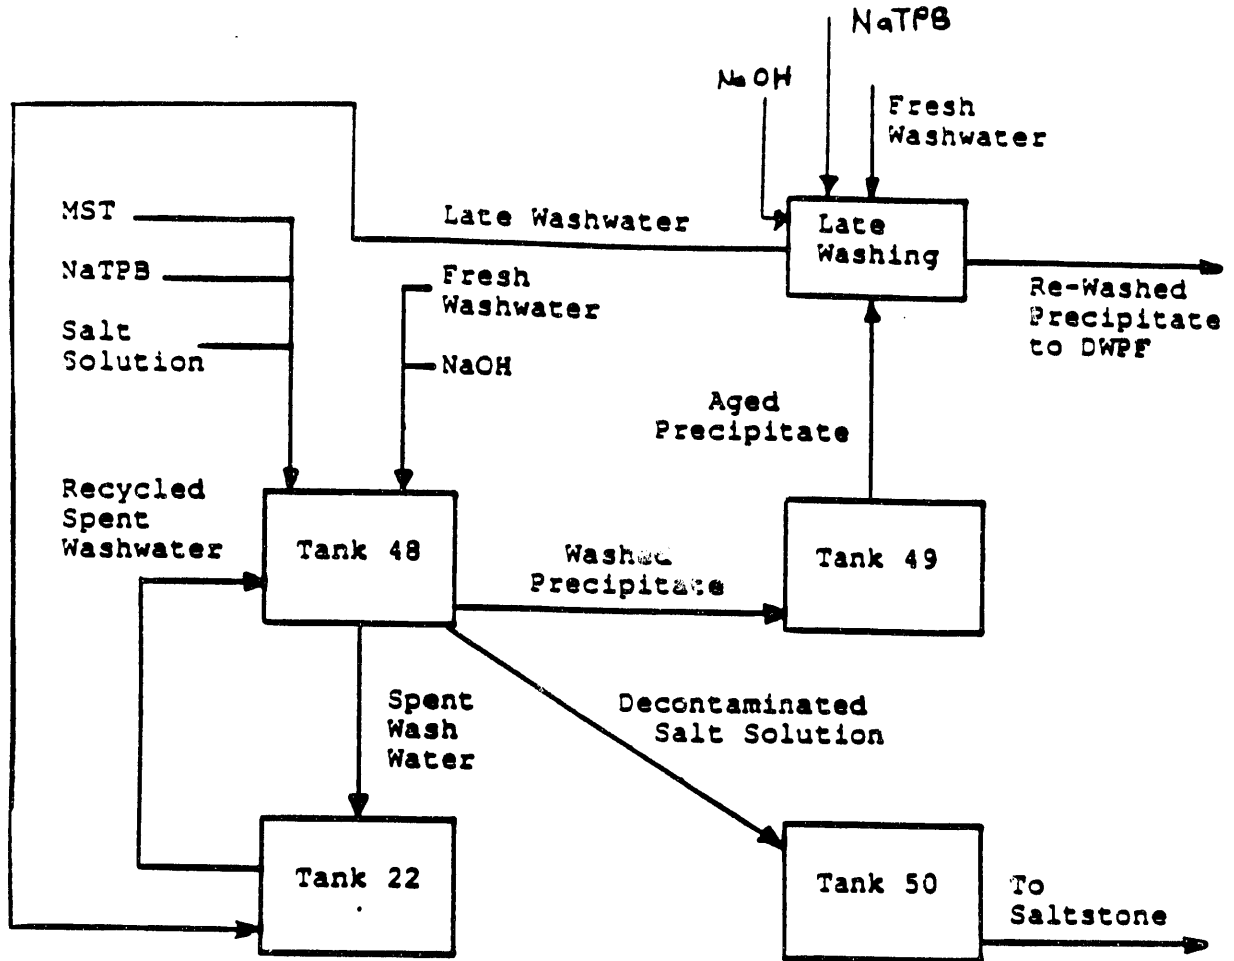 NaTPB
NaOH
Fresh
Washwater
MST
Late Washwater
Late
Washing
NaTPB
Fresh
Washwater
Re-Washed
Precipitate
to DWPF
Salt
Solution
NaOH
Aged
Precipitate
Recycled
Spent
Washwater
Tank 48
Washed
Precipitate
Tank 49
Spent
Wash
Water
Decontaminated
Salt Solution
Tank 22
Tank 50
To
Saltstone